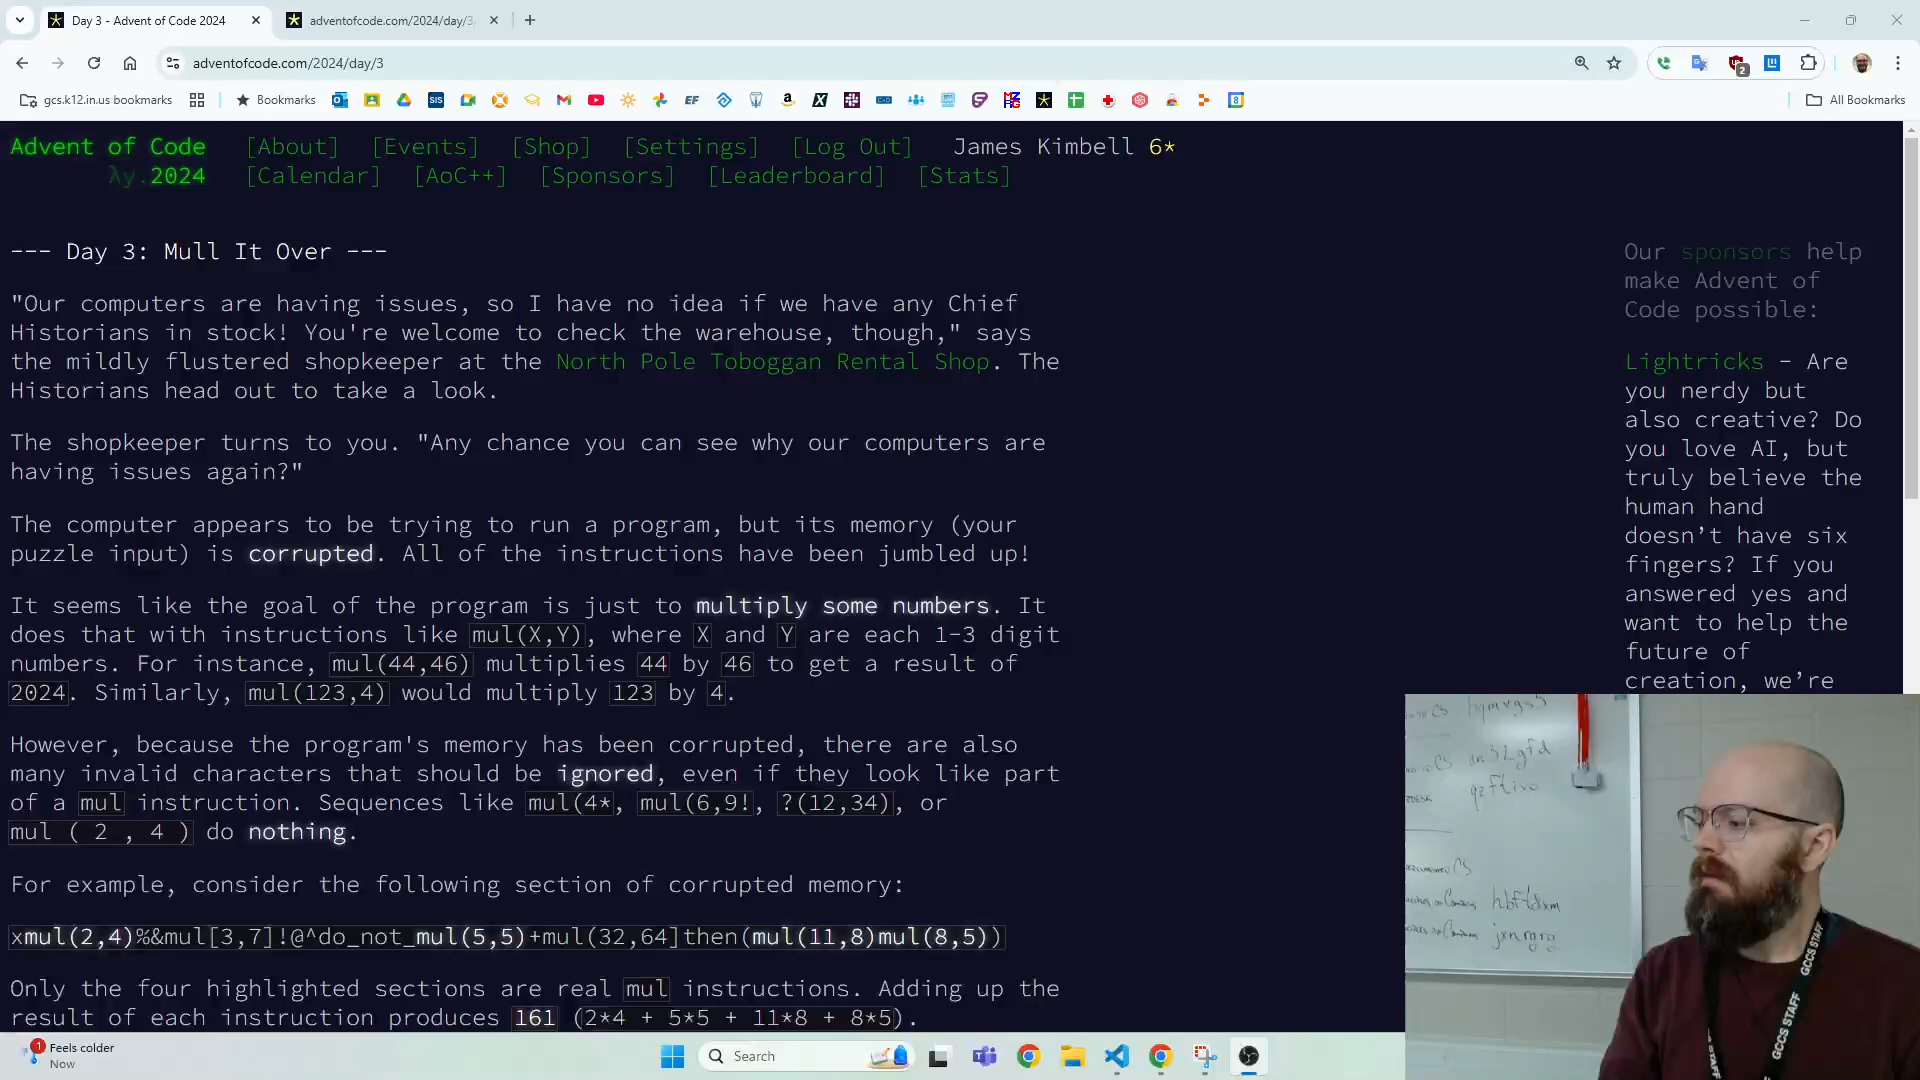 Day 3 - Advent of Code 2024
adventofcode.com/2024/day/3
adventofcode.com/2024/day/3
gcs.k12.in.us bookmarks
Bookmarks
All Bookmarks
Advent of Code [About] [Events] [Shop] [Settings] [Log Out] James Kimbell 6*
λy.2024 [Calendar] [AoC++] [Sponsors] [Leaderboard] [Stats]
--- Day 3: Mull It Over ---
"Our computers are having issues, so I have no idea if we have any Chief
Historians in stock! You're welcome to check the warehouse, though," says
the mildly flustered shopkeeper at the North Pole Toboggan Rental Shop. The
Historians head out to take a look.
The shopkeeper turns to you. "Any chance you can see why our computers are
having issues again?"
The computer appears to be trying to run a program, but its memory (your
puzzle input) is corrupted. All of the instructions have been jumbled up!
It seems like the goal of the program is just to multiply some numbers. It
does that with instructions like mul(X,Y), where X and Y are each 1-3 digit
numbers. For instance, mul(44,46) multiplies 44 by 46 to get a result of
2024. Similarly, mul(123,4) would multiply 123 by 4.
However, because the program's memory has been corrupted, there are also
many invalid characters that should be ignored, even if they look like part
of a mul instruction. Sequences like mul(4*, mul(6,9!, ?(12,34), or
mul ( 2 , 4 ) do nothing.
For example, consider the following section of corrupted memory:
xmul(2,4)%&mul[3,7]!@^do_not_mul(5,5)+mul(32,64]then(mul(11,8)mul(8,5))
Only the four highlighted sections are real mul instructions. Adding up the
result of each instruction produces 161 (2*4 + 5*5 + 11*8 + 8*5).
Our sponsors help
make Advent of
Code possible:
Lightricks - Are
you nerdy but
also creative? Do
you love AI, but
truly believe the
human hand
doesn’t have six
fingers? If you
answered yes and
want to help the
future of
creation, we’re
GCCS STAFF
GCCS STAFF
Feels colder
Now
Search